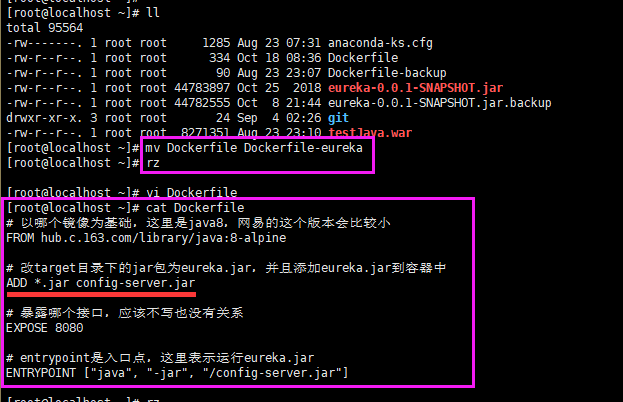 [root@localhost ~]#
[root@localhost ~]# ll
total 95564
-rw-------. 1 root root     1285 Aug 23 07:31 anaconda-ks.cfg
-rw-r--r--. 1 root root      334 Oct 18 08:36 Dockerfile
-rw-r--r--. 1 root root       90 Aug 23 23:07 Dockerfile-backup
-rw-r--r--. 1 root root 44783897 Oct 25  2018 eureka-0.0.1-SNAPSHOT.jar
-rw-r--r--. 1 root root 44782555 Oct  8 21:44 eureka-0.0.1-SNAPSHOT.jar.backup
drwxr-xr-x. 3 root root       24 Sep  4 02:26 git
-rw-r--r--. 1 root root  8271351 Aug 23 23:10 testJava.war
[root@localhost ~]# mv Dockerfile Dockerfile-eureka
[root@localhost ~]# rz
[root@localhost ~]# vi Dockerfile
[root@localhost ~]# cat Dockerfile
# 以哪个镜像为基础，这里是java8，网易的这个版本会比较小
FROM hub.c.163.com/library/java:8-alpine
# 改target目录下的jar包为eureka.jar，并且添加eureka.jar到容器中
ADD *.jar config-server.jar
# 暴露哪个接口，应该不写也没有关系
EXPOSE 8080
# entrypoint是入口点，这里表示运行eureka.jar
ENTRYPOINT ["java", "-jar", "/config-server.jar"]
[root@localhost ~]# rz